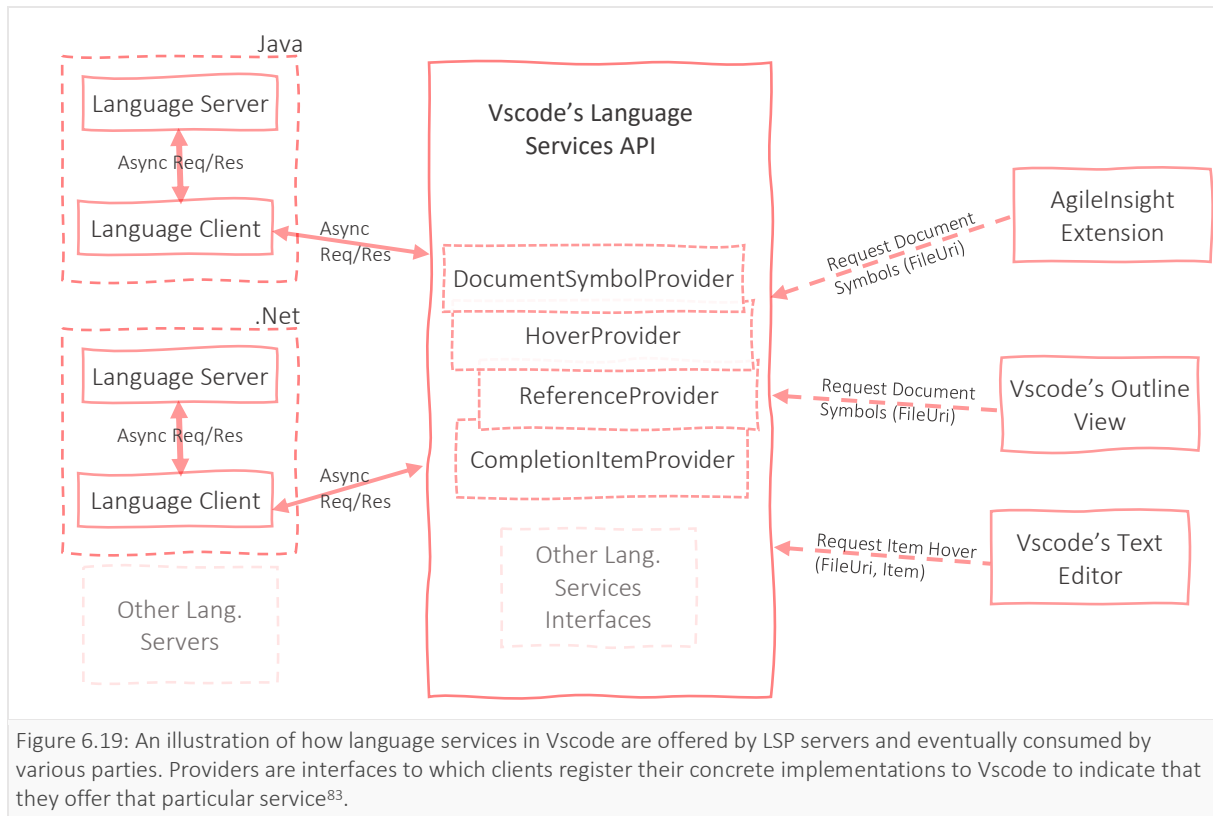 Java
Language Server
Async Req/Res
Language Client
Async
Req/Res
.Net
Language Server
Async Req/Res
Language Client
Async
Req/Res
Other Lang.
Servers
Vscode's Language
Services API
DocumentSymbolProvider
HoverProvider
ReferenceProvider
CompletionItemProvider
Other Lang.
Services
Interfaces
Request Document
Symbols (FileUri)
AgileInsight
Extension
Request Document
Symbols (FileUri)
Vscode's Outline
View
Request Item Hover
(FileUri, Item)
Vscode's Text
Editor
Figure 6.19: An illustration of how language services in Vscode are offered by LSP servers and eventually consumed by
various parties. Providers are interfaces to which clients register their concrete implementations to Vscode to indicate that
they offer that particular service⁸³.